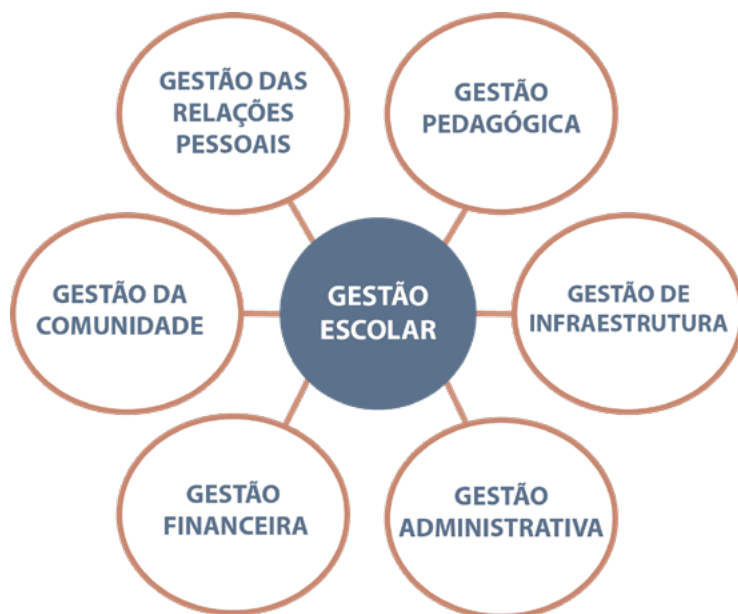 GESTÃO DAS
RELAÇÕES
PESSOAIS
GESTÃO
PEDAGÓGICA
GESTÃO DA
COMUNIDADE
GESTÃO
ESCOLAR
GESTÃO DE
INFRAESTRUTURA
GESTÃO
FINANCEIRA
GESTÃO
ADMINISTRATIVA